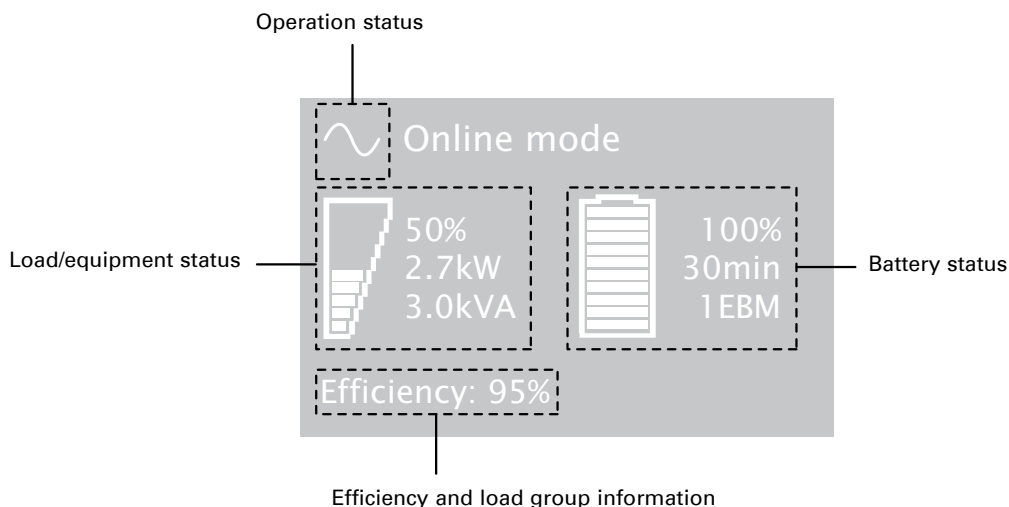 Operation status
Online mode
50%
2.7kW
3.0kVA
100%
30min
1EBM
Load/equipment status
Battery status
Efficiency: 95%
Efficiency and load group information